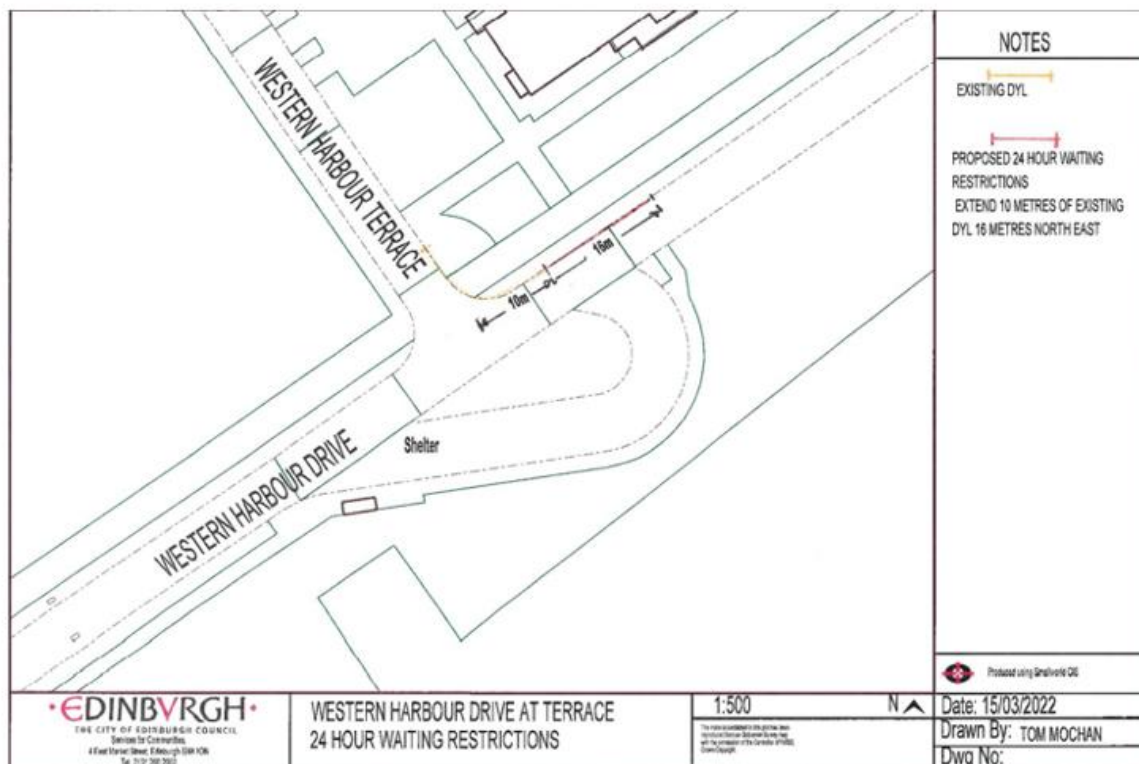 WESTERN HARBOUR TERRACE
WESTERN HARBOUR DRIVE
Shelter
10m
16m
NOTES
EXISTING DYL
PROPOSED 24 HOUR WAITING
RESTRICTIONS
EXTEND 10 METRES OF EXISTING
DYL 16 METRES NORTH EAST
Produced using Smallworld GIS
EDINBVRGH
THE CITY OF EDINBURGH COUNCIL
Services for Communities,
WESTERN HARBOUR DRIVE AT TERRACE
24 HOUR WAITING RESTRICTIONS
1:500
N
Date: 15/03/2022
Drawn By: TOM MOCHAN
Dwg No: